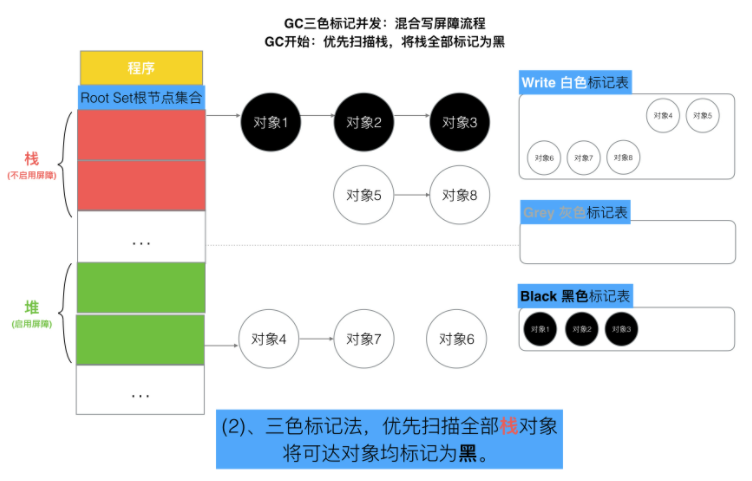 GC三色标记并发：混合写屏障流程
GC开始：优先扫描栈，将栈全部标记为黑
程序
Root Set根节点集合
栈
(不启用屏障)
...
堆
(启用屏障)
...
对象1
对象2
对象3
对象5
对象8
对象4
对象7
对象6
Write 白色标记表
对象4
对象5
对象6
对象7
对象8
Grey 灰色标记表
Black 黑色标记表
对象1
对象2
对象3
(2)、三色标记法，优先扫描全部栈对象
将可达对象均标记为黑。